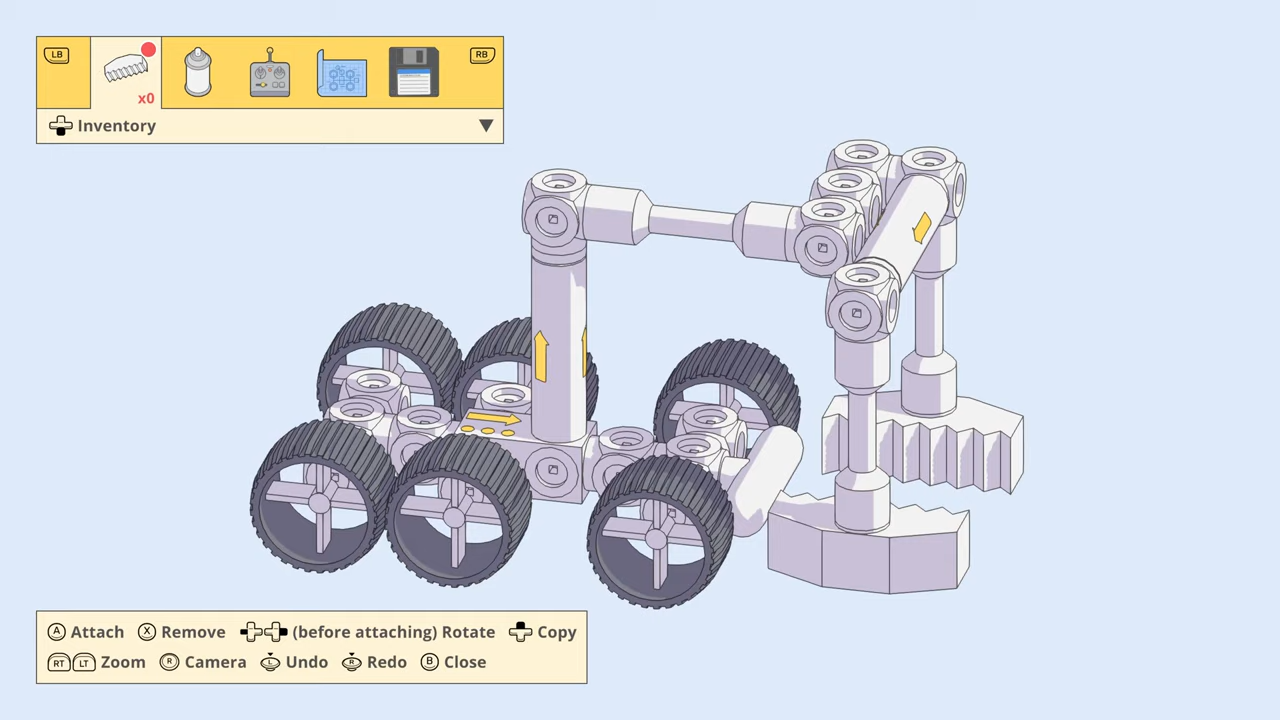 LB
RB
x0
Inventory
A Attach X Remove (before attaching) Rotate Copy
RT LT Zoom R Camera L Undo R Redo B Close